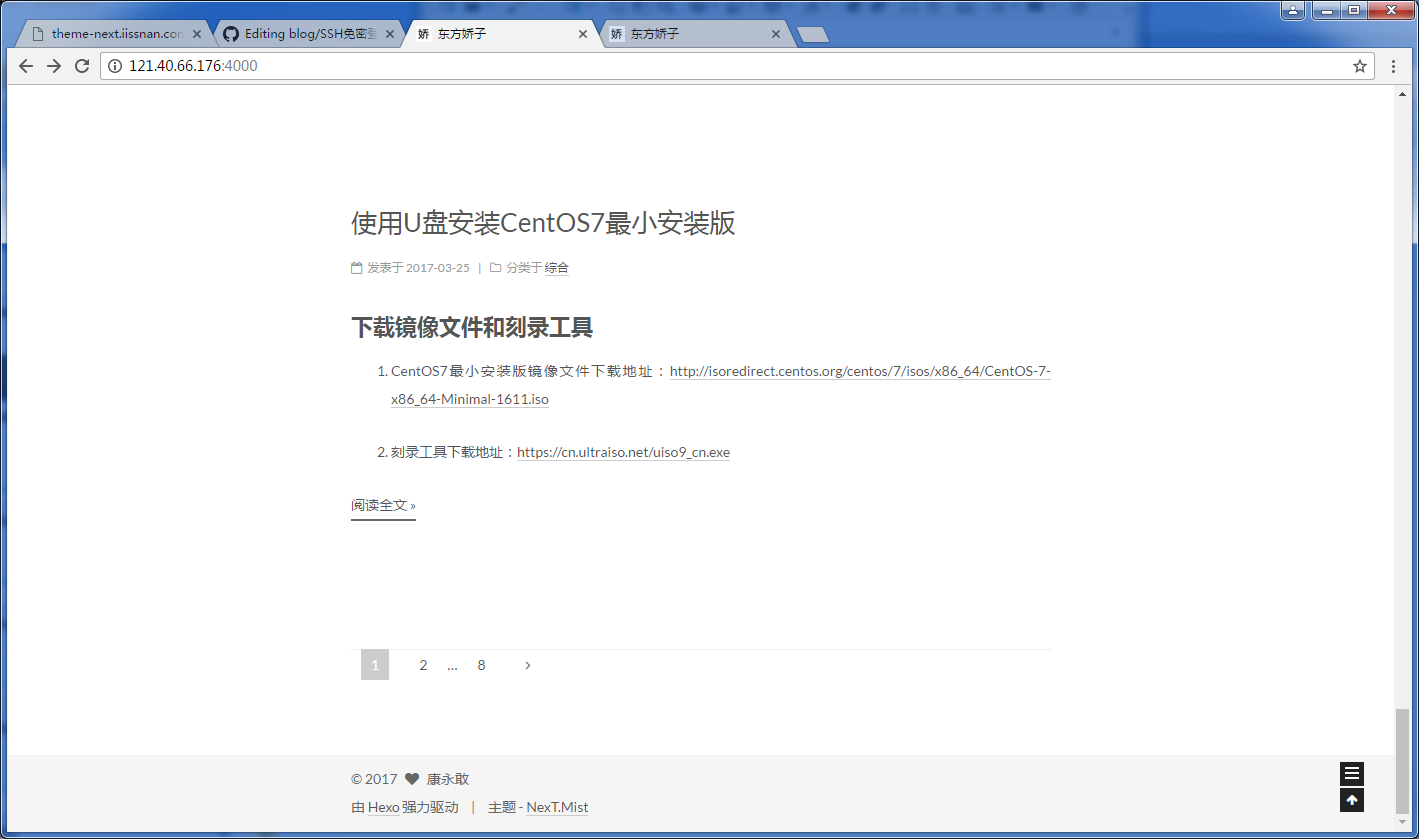 theme-next.iissnan.con
Editing blog/SSH免密登
娇 东方娇子
娇 东方娇子
121.40.66.176:4000
使用U盘安装CentOS7最小安装版
发表于 2017-03-25 | 分类于 综合
下载镜像文件和刻录工具
1. CentOS7最小安装版镜像文件下载地址：http://isoredirect.centos.org/centos/7/isos/x86_64/CentOS-7-
x86_64-Minimal-1611.iso
2. 刻录工具下载地址：https://cn.ultraiso.net/uiso9_cn.exe
阅读全文 »
1 2 … 8
© 2017 康永敢
由 Hexo 强力驱动 | 主题 - NexT.Mist